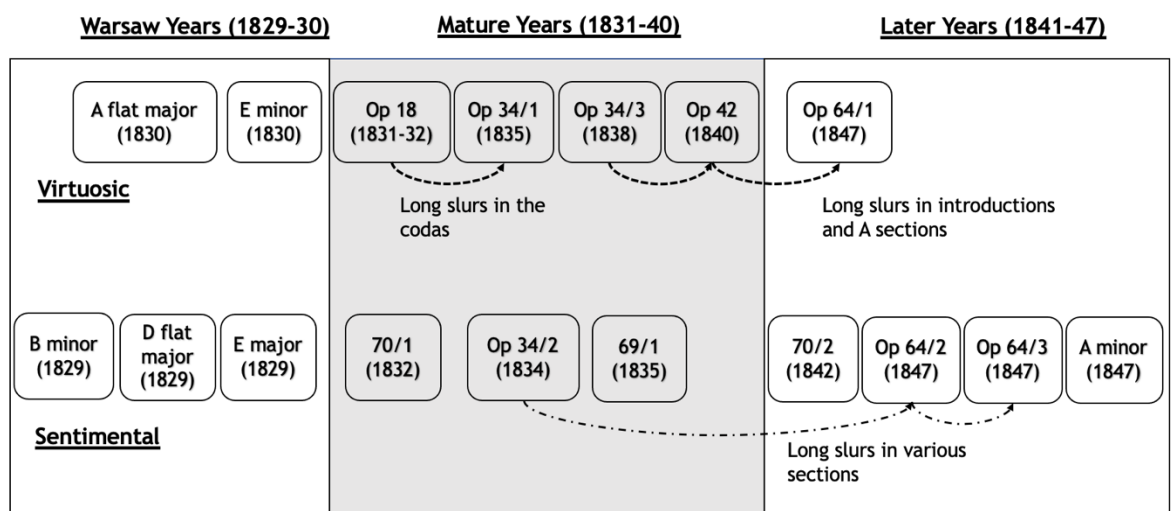 Warsaw Years (1829-30)
Mature Years (1831-40)
Later Years (1841-47)
A flat major
(1830)
E minor
(1830)
Op 18
(1831-32)
Op 34/1
(1835)
Op 34/3
(1838)
Op 42
(1840)
Op 64/1
(1847)
Virtuosic
Long slurs in the
codas
Long slurs in introductions
and A sections
B minor
(1829)
D flat
major
(1829)
E major
(1829)
70/1
(1832)
Op 34/2
(1834)
69/1
(1835)
70/2
(1842)
Op 64/2
(1847)
Op 64/3
(1847)
A minor
(1847)
Sentimental
Long slurs in various
sections